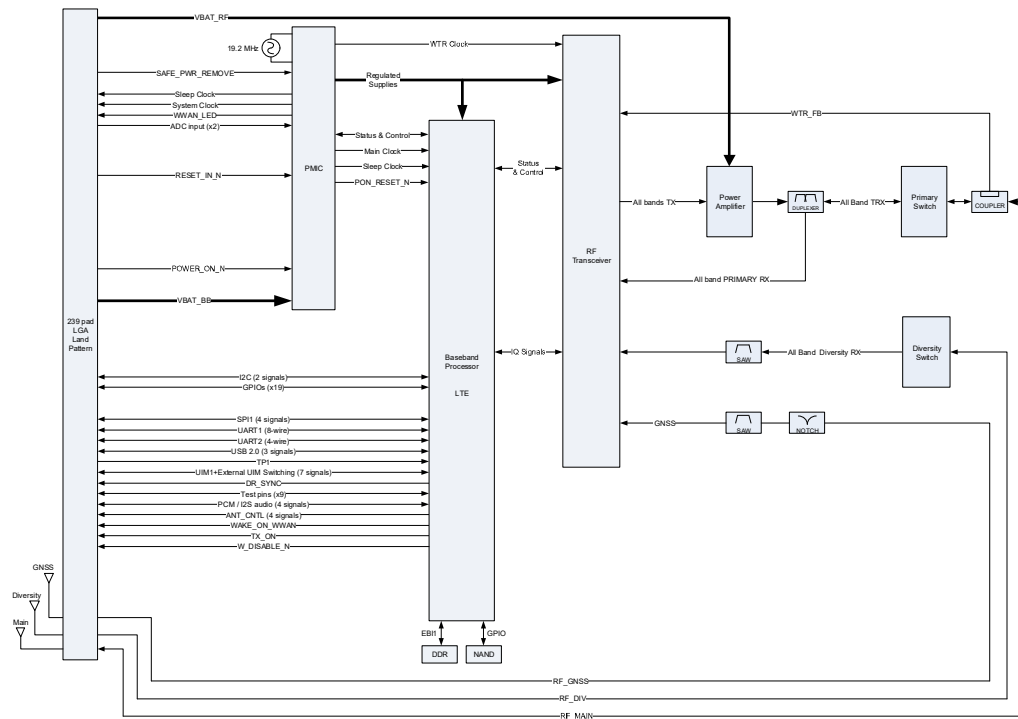 VBAT_RF
19.2 MHz
WTR Clock
SAFE_PWR_REMOVE
Regulated
Supplies
Sleep Clock
System Clock
WWAN_LED
ADC input (x2)
WTR_FB
Status & Control
Main Clock
Sleep Clock
PON_RESET_N
PMIC
RESET_IN_N
Status
& Control
All bands TX
Power
Amplifier
DUPLEXER
All Band TRX
Primary
Switch
COUPLER
RF
Transceiver
POWER_ON_N
All band PRIMARY RX
VBAT_BB
239 pad
LGA
Land
Pattern
Baseband
Processor
LTE
IQ Signals
SAW
All Band Diversity RX
Diversity
Switch
I2C (2 signals)
GPIOs (x19)
SPI1 (4 signals)
UART1 (8-wire)
UART2 (4-wire)
USB 2.0 (3 signals)
TP1
UIM1+External UIM Switching (7 signals)
DR_SYNC
Test pins (x9)
PCM / I2S audio (4 signals)
ANT_CNTL (4 signals)
WAKE_ON_WWAN
TX_ON
W_DISABLE_N
GNSS
SAW
NOTCH
GNSS
Diversity
Main
EBI1
GPIO
DDR
NAND
RF_GNSS
RF_DIV
RF_MAIN